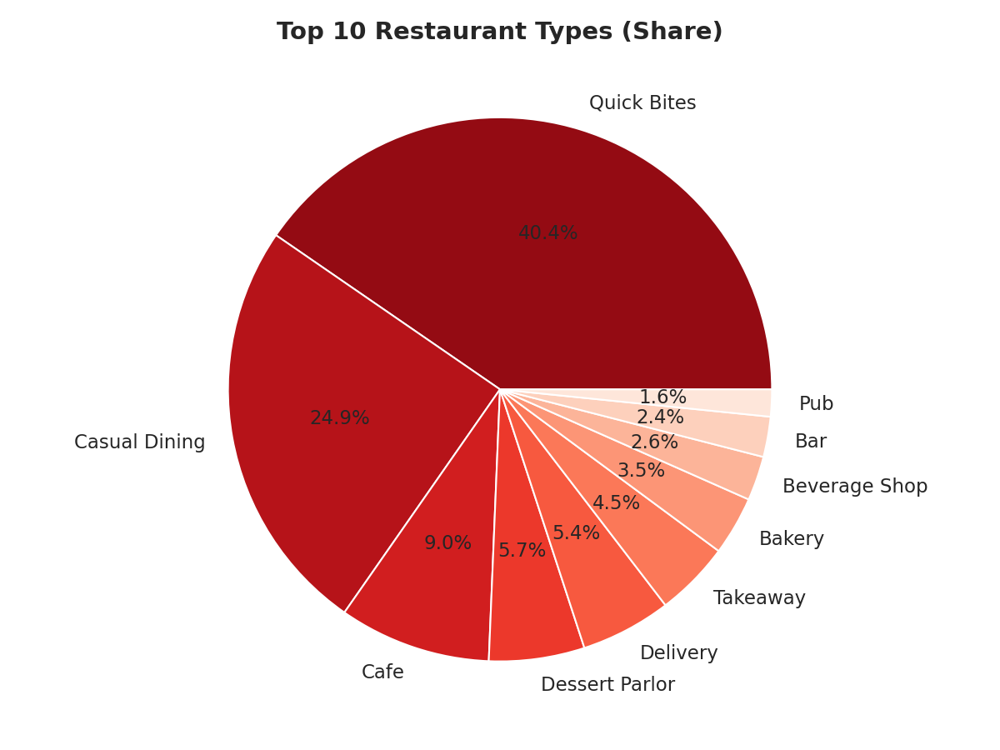 Top 10 Restaurant Types (Share)
Quick Bites
40.4%
Casual Dining
24.9%
Cafe
9.0%
Dessert Parlor
5.7%
Delivery
5.4%
Takeaway
4.5%
Bakery
3.5%
Beverage Shop
2.6%
Bar
2.4%
Pub
1.6%